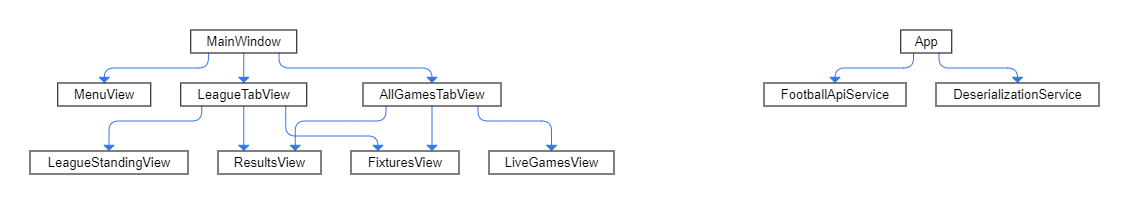 MainWindow
App
MenuView
LeagueTabView
AllGamesTabView
FootballApiService
DeserializationService
LeagueStandingView
ResultsView
FixturesView
LiveGamesView